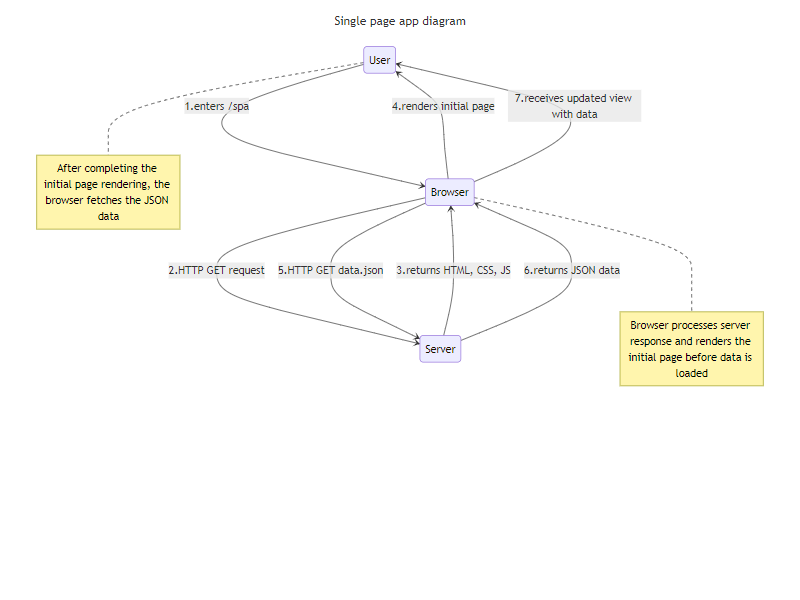 Single page app diagram
User
1.enters /spa
4.renders initial page
7.receives updated view
with data
After completing the
initial page rendering, the
browser fetches the JSON
data
Browser
2.HTTP GET request
5.HTTP GET data.json
3.returns HTML, CSS, JS
6.returns JSON data
Browser processes server
response and renders the
initial page before data is
loaded
Server